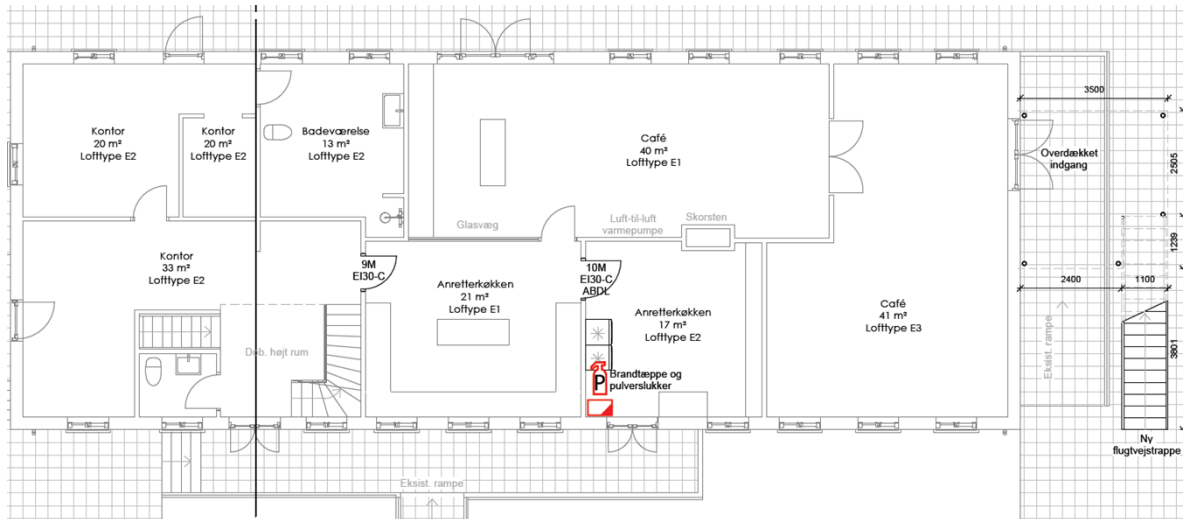 Kontor
20 m²
Lofttype E2
Kontor
20 m²
Lofttype E2
Badeværelse
13 m²
Lofttype E2
Café
40 m²
Lofttype E1
3500
Overdækket
indgang
2505
Glasvæg
Luft-til-luft
varmepumpe
Skorsten
1239
Kontor
33 m²
Lofttype E2
9M
EI30-C
10M
EI30-C
ABDL
2400
1100
Anretterkøkken
21 m²
Loftype E1
Anretterkøkken
17 m²
Lofttype E2
Café
41 m²
Lofttype E3
Dob. højt rum
Eksist. rampe
3801
P
Brandtæppe og
pulverslukker
Ny
flugtvejstrappe
Eksist. rampe